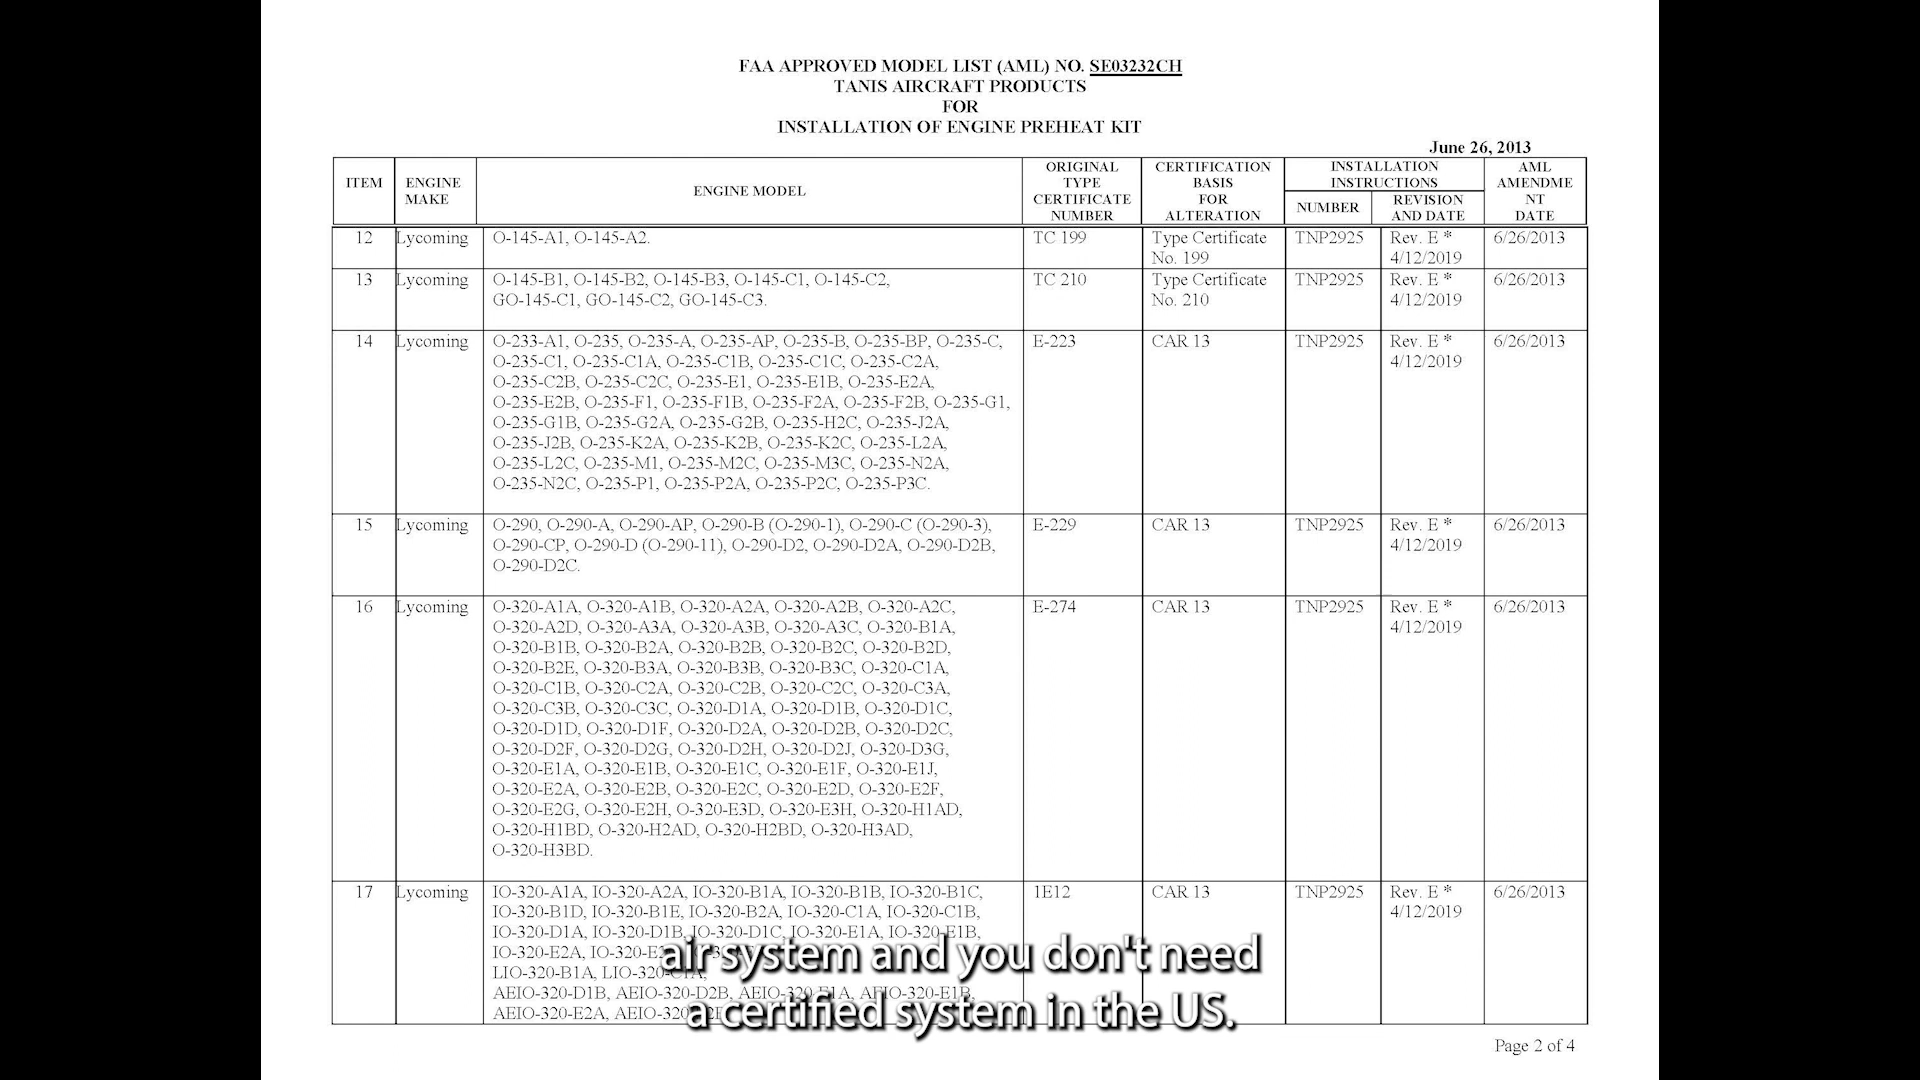 FAA APPROVED MODEL LIST (AML) NO. SE03232CH
TANIS AIRCRAFT PRODUCTS
FOR
INSTALLATION OF ENGINE PREHEAT KIT
June 26, 2013
ITEM
ENGINE
MAKE
ENGINE MODEL
ORIGINAL
TYPE
CERTIFICATE
NUMBER
CERTIFICATION
BASIS
FOR
ALTERATION
INSTALLATION
INSTRUCTIONS
NUMBER
REVISION
AND DATE
AML
AMENDME
NT
DATE
12 Lycoming O-145-A1, O-145-A2. TC 199 Type Certificate TNP2925 Rev. E * 6/26/2013
No. 199 4/12/2019
13 Lycoming O-145-B1, O-145-B2, O-145-B3, O-145-C1, O-145-C2, TC 210 Type Certificate TNP2925 Rev. E * 6/26/2013
GO-145-C1, GO-145-C2, GO-145-C3. No. 210 4/12/2019
14 Lycoming O-233-A1, O-235, O-235-A, O-235-AP, O-235-B, O-235-BP, O-235-C, E-223 CAR 13 TNP2925 Rev. E * 6/26/2013
O-235-C1, O-235-C1A, O-235-C1B, O-235-C1C, O-235-C2A, 4/12/2019
O-235-C2B, O-235-C2C, O-235-E1, O-235-E1B, O-235-E2A,
O-235-E2B, O-235-F1, O-235-F1B, O-235-F2A, O-235-F2B, O-235-G1,
O-235-G1B, O-235-G2A, O-235-G2B, O-235-H2C, O-235-J2A,
O-235-J2B, O-235-K2A, O-235-K2B, O-235-K2C, O-235-L2A,
O-235-L2C, O-235-M1, O-235-M2C, O-235-M3C, O-235-N2A,
O-235-N2C, O-235-P1, O-235-P2A, O-235-P2C, O-235-P3C.
15 Lycoming O-290, O-290-A, O-290-AP, O-290-B (O-290-1), O-290-C (O-290-3), E-229 CAR 13 TNP2925 Rev. E * 6/26/2013
O-290-CP, O-290-D (O-290-11), O-290-D2, O-290-D2A, O-290-D2B, 4/12/2019
O-290-D2C.
16 Lycoming O-320-A1A, O-320-A1B, O-320-A2A, O-320-A2B, O-320-A2C, E-274 CAR 13 TNP2925 Rev. E * 6/26/2013
O-320-A2D, O-320-A3A, O-320-A3B, O-320-A3C, O-320-B1A, 4/12/2019
O-320-B1B, O-320-B2A, O-320-B2B, O-320-B2C, O-320-B2D,
O-320-B2E, O-320-B3A, O-320-B3B, O-320-B3C, O-320-C1A,
O-320-C1B, O-320-C2A, O-320-C2B, O-320-C2C, O-320-C3A,
O-320-C3B, O-320-C3C, O-320-D1A, O-320-D1B, O-320-D1C,
O-320-D1D, O-320-D1F, O-320-D2A, O-320-D2B, O-320-D2C,
O-320-D2F, O-320-D2G, O-320-D2H, O-320-D2J, O-320-D3G,
O-320-E1A, O-320-E1B, O-320-E1C, O-320-E1F, O-320-E1J,
O-320-E2A, O-320-E2B, O-320-E2C, O-320-E2D, O-320-E2F,
O-320-E2G, O-320-E2H, O-320-E3D, O-320-E3H, O-320-H1AD,
O-320-H1BD, O-320-H2AD, O-320-H2BD, O-320-H3AD,
O-320-H3BD.
17 Lycoming IO-320-A1A, IO-320-A2A, IO-320-B1A, IO-320-B1B, IO-320-B1C, 1E12 CAR 13 TNP2925 Rev. E * 6/26/2013
IO-320-B1D, IO-320-B1E, IO-320-B2A, IO-320-C1A, IO-320-C1B, 4/12/2019
IO-320-D1A, IO-320-D1B, IO-320-D1C, IO-320-E1A, IO-320-E1B,
IO-320-E2A,
LIO-320-B1A,
AEIO-320-D1B, AEIO-320-D2B, AEIO-320-E1A, AEIO-320-E1B,
AEIO-320-E2A,
air system and you don't need
a certified system in the US.
Page 2 of 4